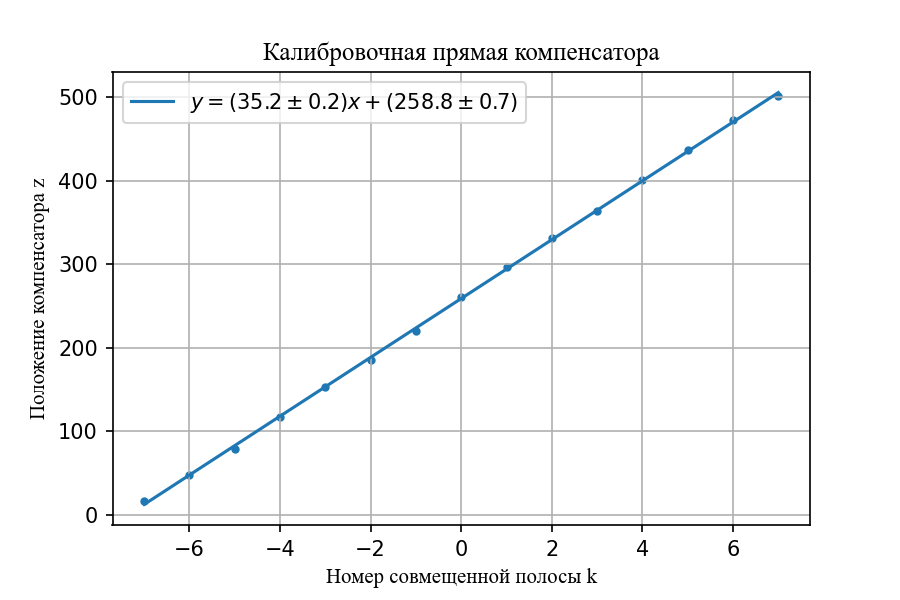 Калибровочная прямая компенсатора
y = (35.2 ± 0.2)x + (258.8 ± 0.7)
Положение компенсатора z
500
400
300
200
100
0
−6 −4 −2 0 2 4 6
Номер совмещенной полосы k